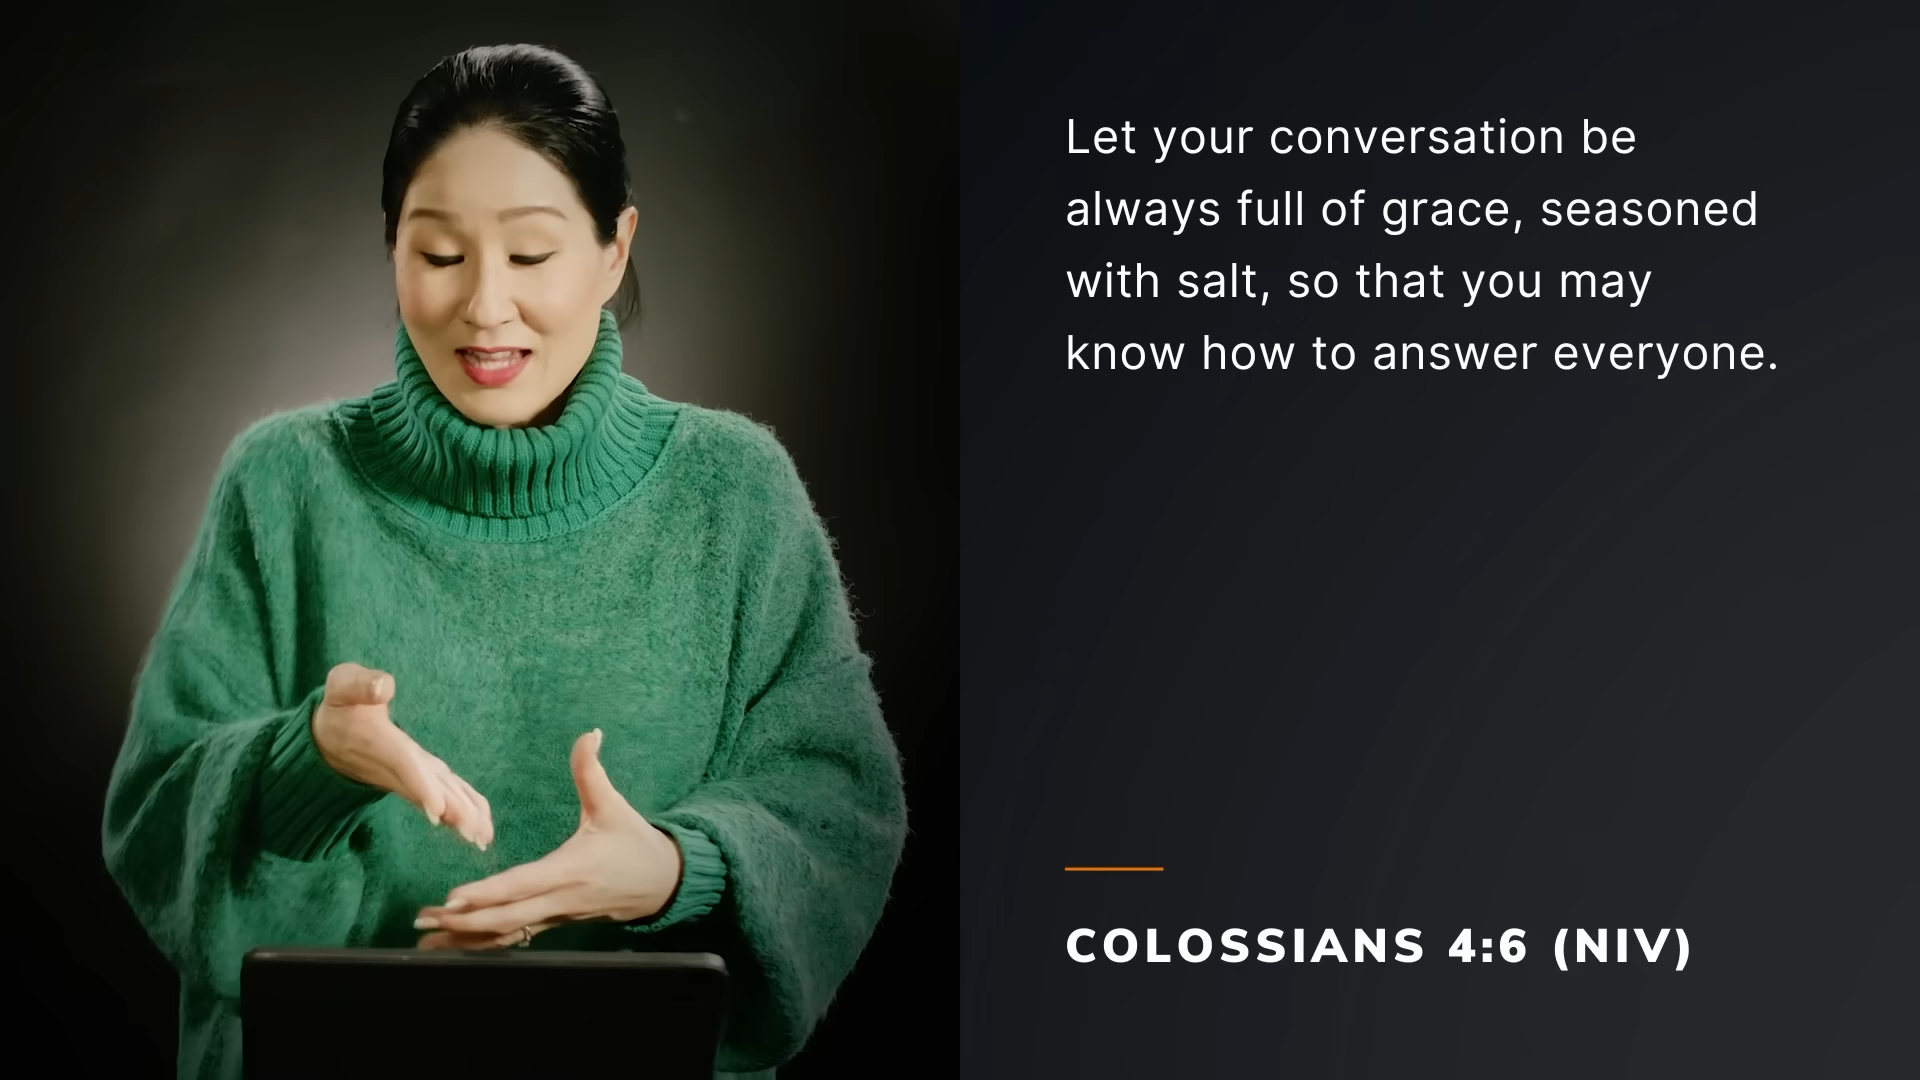 Let your conversation be
always full of grace, seasoned
with salt, so that you may
know how to answer everyone.
COLOSSIANS 4:6 (NIV)